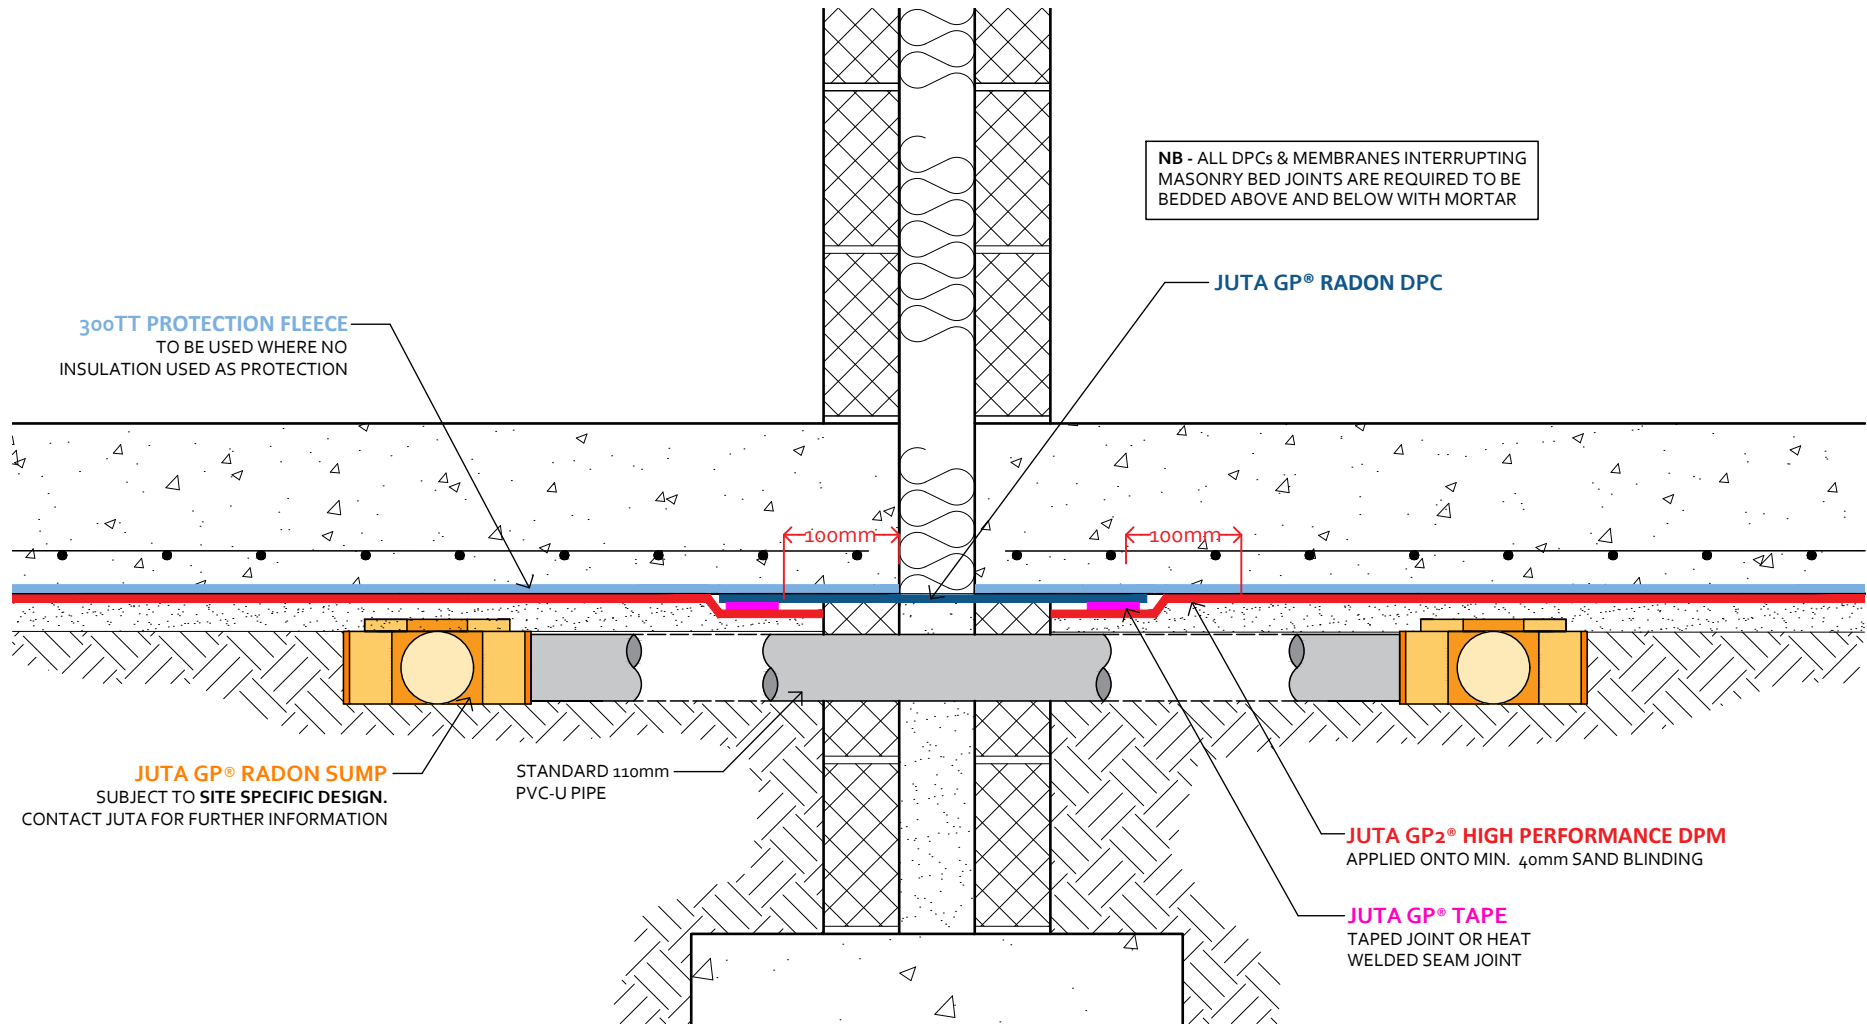 NB - ALL DPCs & MEMBRANES INTERRUPTING
MASONRY BED JOINTS ARE REQUIRED TO BE
BEDDED ABOVE AND BELOW WITH MORTAR
JUTA GP® RADON DPC
300TT PROTECTION FLEECE
TO BE USED WHERE NO
INSULATION USED AS PROTECTION
100mm
100mm
JUTA GP® RADON SUMP
SUBJECT TO SITE SPECIFIC DESIGN.
CONTACT JUTA FOR FURTHER INFORMATION
STANDARD 110mm
PVC-U PIPE
JUTA GP2® HIGH PERFORMANCE DPM
APPLIED ONTO MIN. 40mm SAND BLINDING
JUTA GP® TAPE
TAPED JOINT OR HEAT
WELDED SEAM JOINT